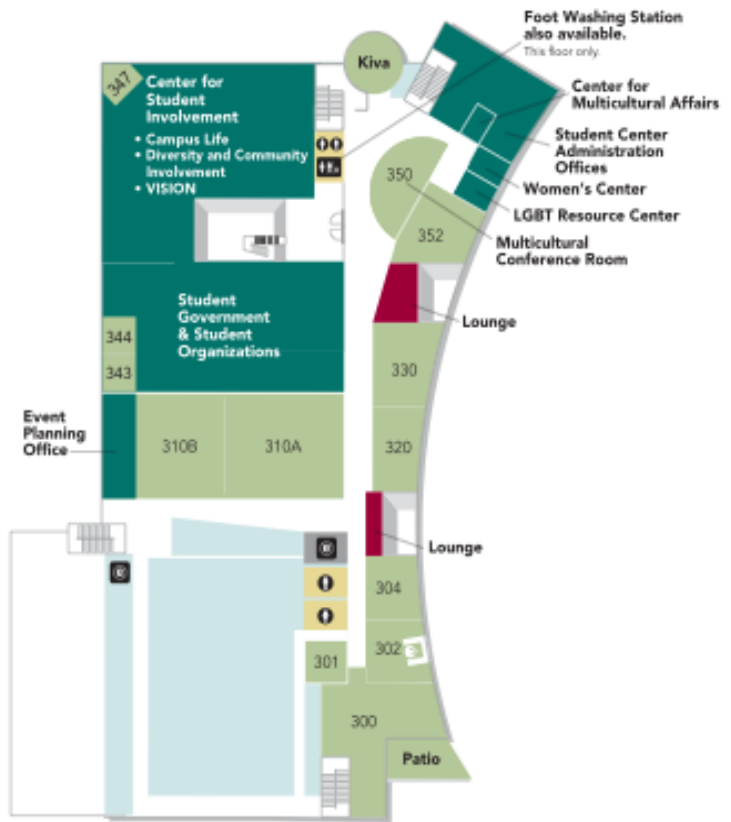 Foot Washing Station
also available.
This floor only.
Kiva
347
Center for
Student
Involvement
• Campus Life
• Diversity and Community
Involvement
• VISION
Center for
Multicultural Affairs
Student Center
Administration
Offices
Women's Center
LGBT Resource Center
350
352
Multicultural
Conference Room
Student
Government
& Student
Organizations
Lounge
344
343
330
Event
Planning
Office
310B
310A
320
Lounge
304
302
301
300
Patio